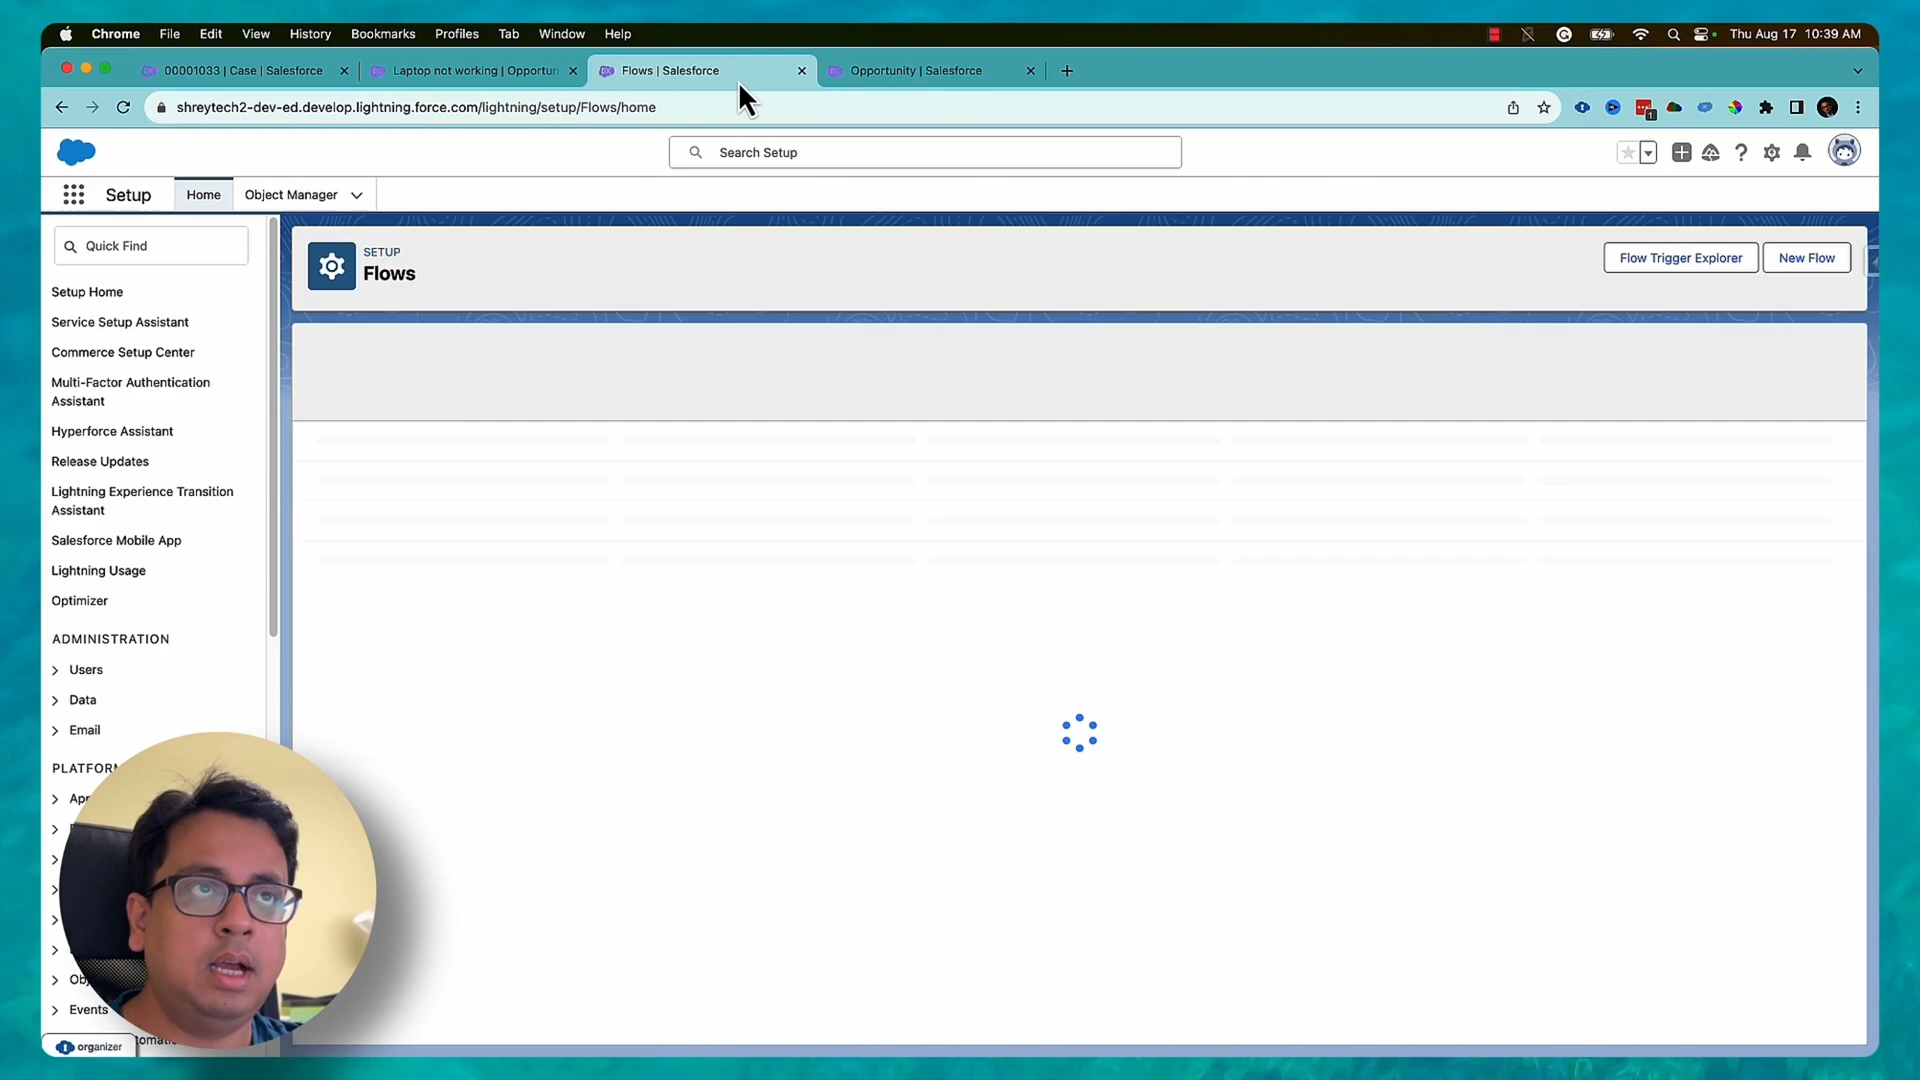 Chrome File Edit View History Bookmarks Profiles Tab Window Help Thu Aug 17 10:39 AM
00001033 | Case | Salesforce Laptop not working | Opportun Flows | Salesforce Opportunity | Salesforce
shreytech2-dev-ed.develop.lightning.force.com/lightning/setup/Flows/home 1
Search Setup
Setup Home Object Manager
Quick Find
SETUP
Flows
Flow Trigger Explorer New Flow
Setup Home
Service Setup Assistant
Commerce Setup Center
Multi-Factor Authentication
Assistant
Hyperforce Assistant
Release Updates
Lightning Experience Transition
Assistant
Salesforce Mobile App
Lightning Usage
Optimizer
ADMINISTRATION
Users
Data
Email
PLATFORM
App
Obj
Events
organizer